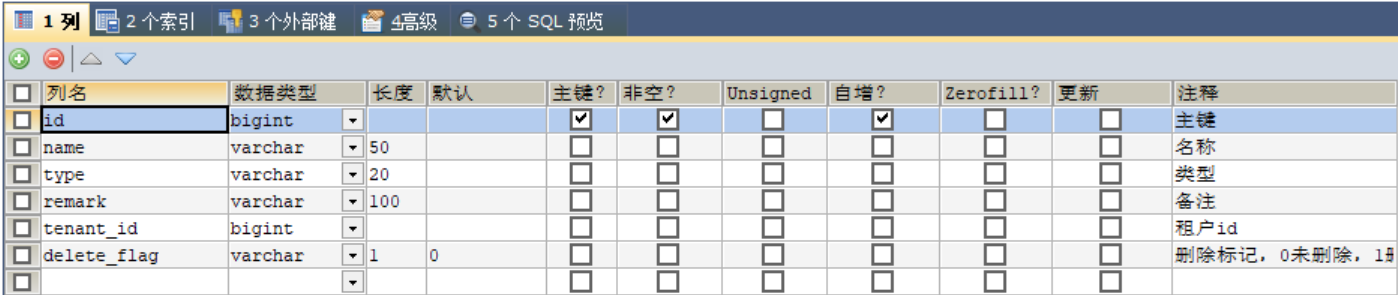 1 列 2 个索引 3 个外部键 4高级 5 个 SQL 预览
列名 数据类型 长度 默认 主键? 非空? Unsigned 自增? Zerofill? 更新 注释
id bigint 主键
name varchar 50 名称
type varchar 20 类型
remark varchar 100 备注
tenant_id bigint 租户id
delete_flag varchar 1 0 删除标记，0未删除，1